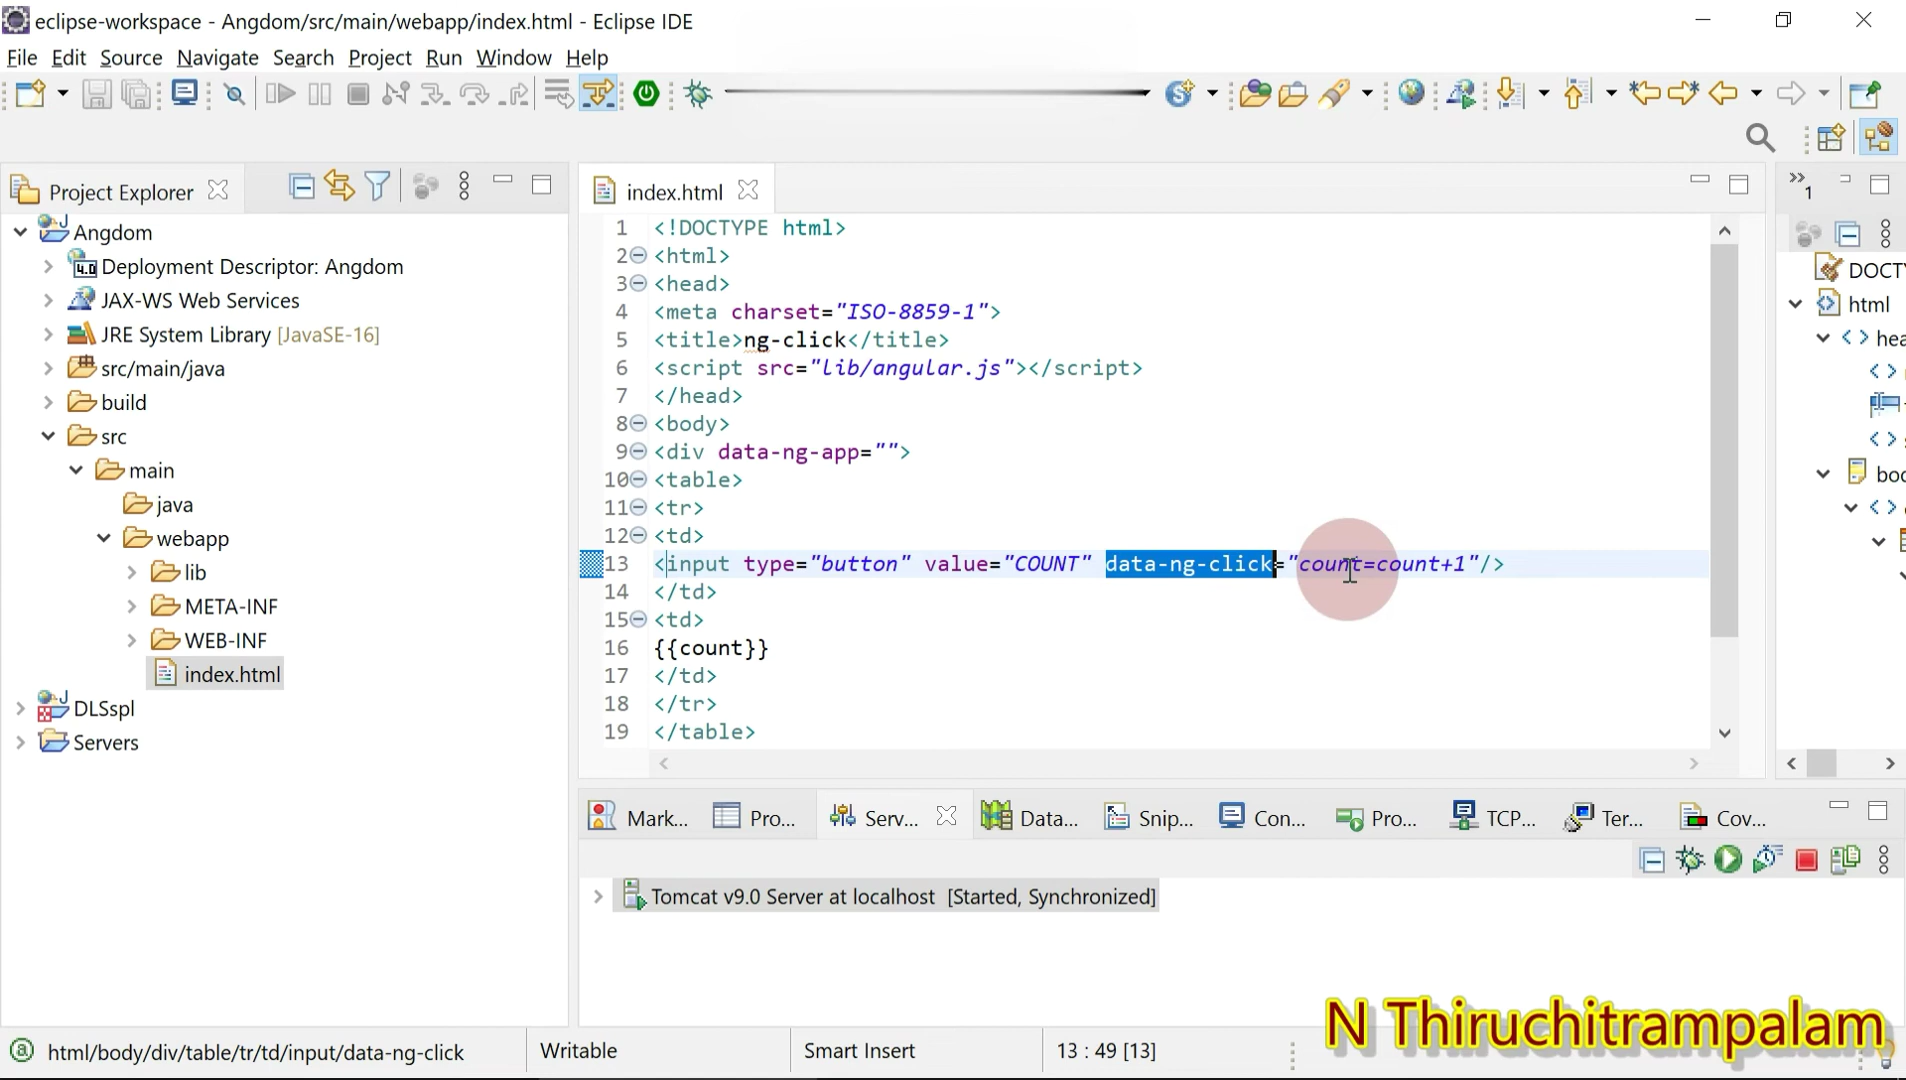 eclipse-workspace - Angdom/src/main/webapp/index.html - Eclipse IDE
File Edit Source Navigate Search Project Run Window Help
Project Explorer
Angdom
Deployment Descriptor: Angdom
JAX-WS Web Services
JRE System Library [JavaSE-16]
src/main/java
build
src
main
java
webapp
lib
META-INF
WEB-INF
index.html
DLSspl
Servers
index.html
1 <!DOCTYPE html>
2 <html>
3 <head>
4 <meta charset="ISO-8859-1">
5 <title>ng-click</title>
6 <script src="lib/angular.js"></script>
7 </head>
8 <body>
9 <div data-ng-app="">
10 <table>
11 <tr>
12 <td>
13 <input type="button" value="COUNT" data-ng-click="count=count+1"/>
14 </td>
15 <td>
16 {{count}}
17 </td>
18 </tr>
19 </table>
1
DOCT
html
hea
boo
Mark... Pro... Serv... Data... Snip... Con... Pro... TCP... Ter... Cov...
Tomcat v9.0 Server at localhost [Started, Synchronized]
html/body/div/table/tr/td/input/data-ng-click
Writable
Smart Insert
13 : 49 [13]
N Thiruchitrampalam